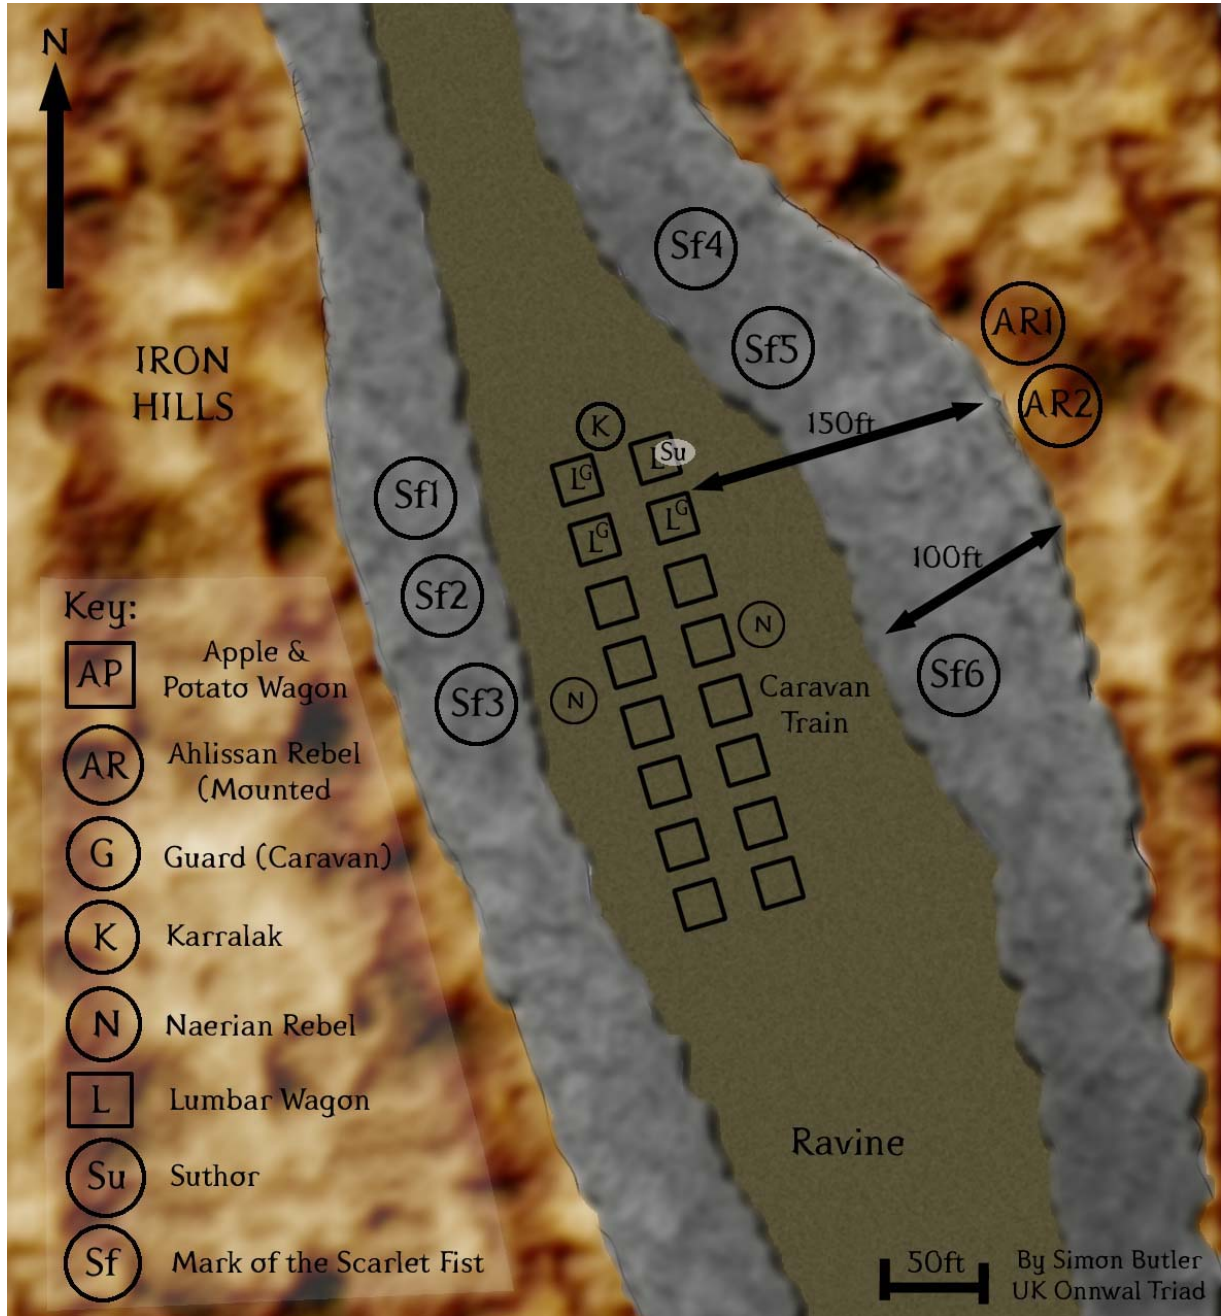 N
Sf4
AR1
Sf5
IRON
HILLS
AR2
150ft
K
L Su
L G
Sf1
L G
L G
100ft
Sf2
N
Sf6
Sf3
N
Caravan
Train
Key:
AP
Apple &
Potato Wagon
AR
Ahlissan Rebel
(Mounted
G
Guard (Caravan)
K
Karralak
N
Naerian Rebel
L
Lumbar Wagon
Su
Suthor
Sf
Mark of the Scarlet Fist
Ravine
50ft
By Simon Butler
UK Onnwal Triad